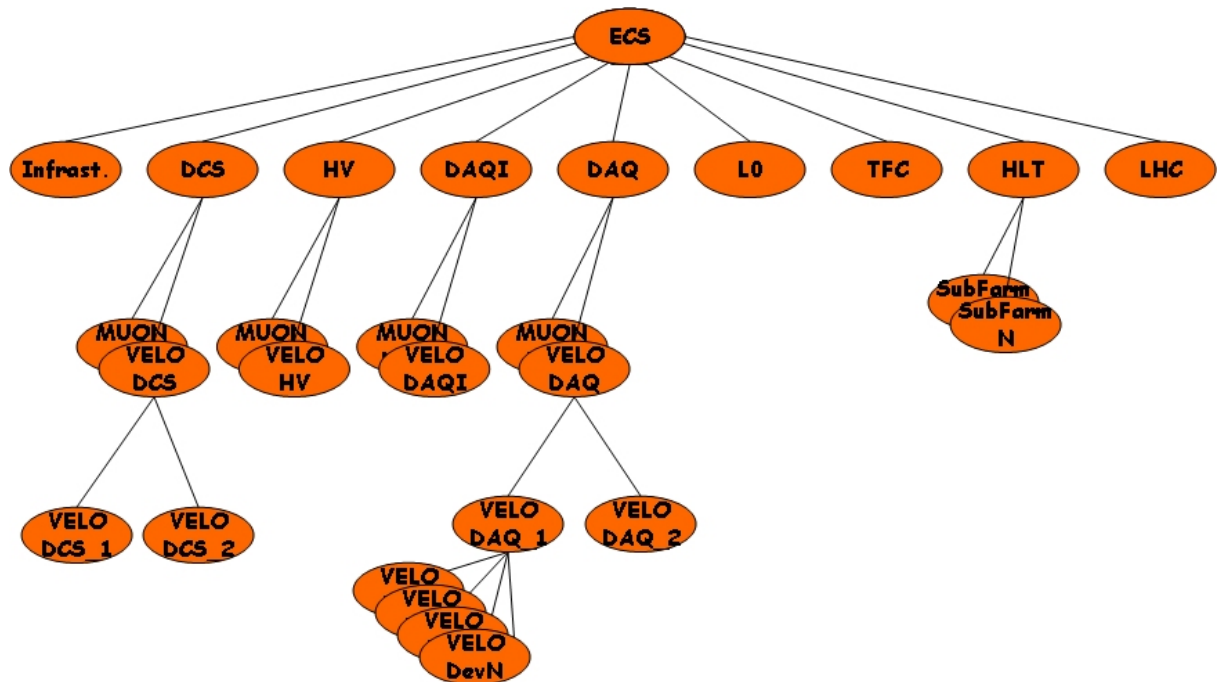 ECS
Infrast.
DCS
HV
DAQI
DAQ
L0
TFC
HLT
LHC
SubFarm
SubFarm
N
MUON
VELO
DCS
MUON
VELO
HV
MUON
VELO
DAQI
MUON
VELO
DAQ
VELO
DCS_1
VELO
DCS_2
VELO
DAQ_1
VELO
DAQ_2
VELO
VELO
VELO
VELO
DevN